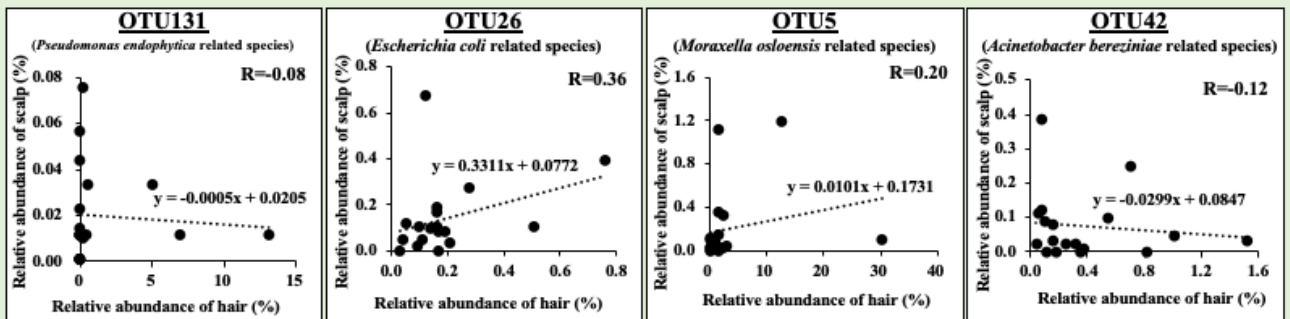 OTU131
(Pseudomonas endophytica related species)
R=-0.08
Relative abundance of scalp (%)
0.08
0.06
0.04
0.02
0.00
y = -0.0005x + 0.0205
0
5
10
15
Relative abundance of hair (%)
OTU26
(Escherichia coli related species)
R=0.36
Relative abundance of scalp (%)
0.8
0.6
0.4
0.2
0.0
y = 0.3311x + 0.0772
0.0
0.2
0.4
0.6
0.8
Relative abundance of hair (%)
OTU5
(Moraxella osloensis related species)
R=0.20
Relative abundance of scalp (%)
1.6
1.2
0.8
0.4
0.0
y = 0.0101x + 0.1731
0
10
20
30
40
Relative abundance of hair (%)
OTU42
(Acinetobacter bereziniae related species)
R=-0.12
Relative abundance of scalp (%)
0.5
0.4
0.3
0.2
0.1
0.0
y = -0.0299x + 0.0847
0.0
0.4
0.8
1.2
1.6
Relative abundance of hair (%)